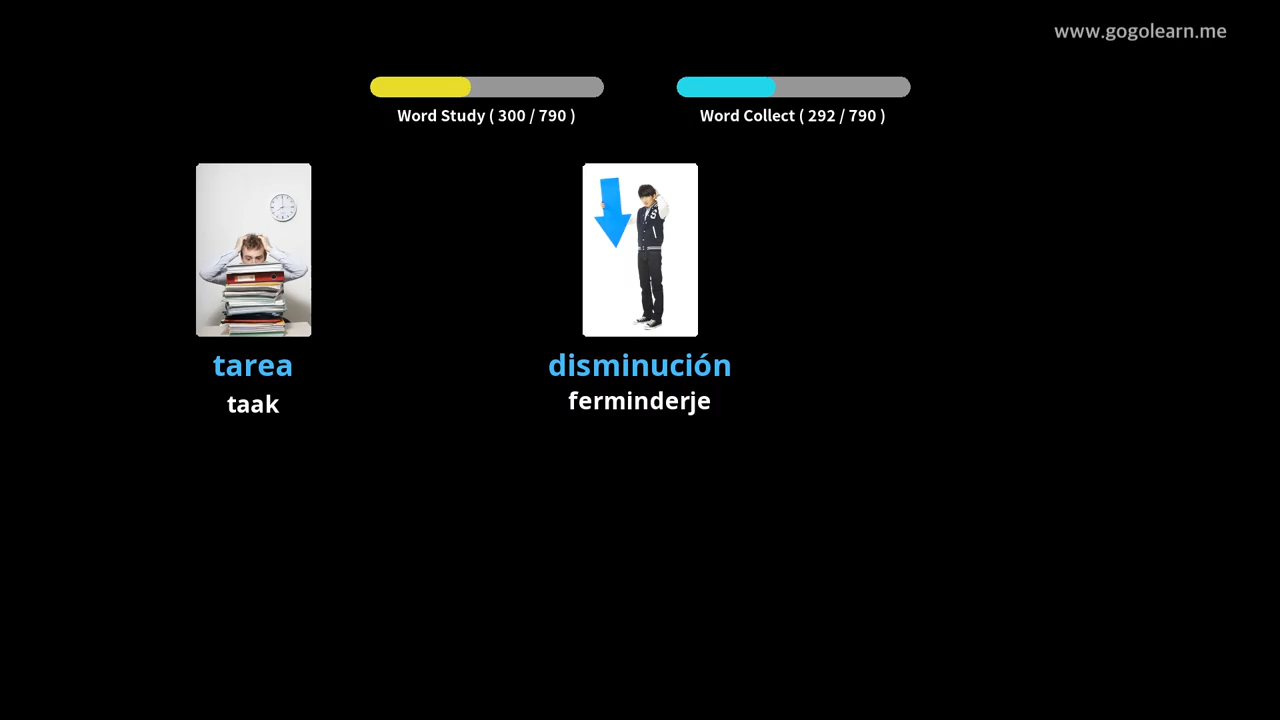 www.gogolearn.me
Word Study ( 300 / 790 )
Word Collect ( 292 / 790 )
tarea
taak
disminución
ferminderje